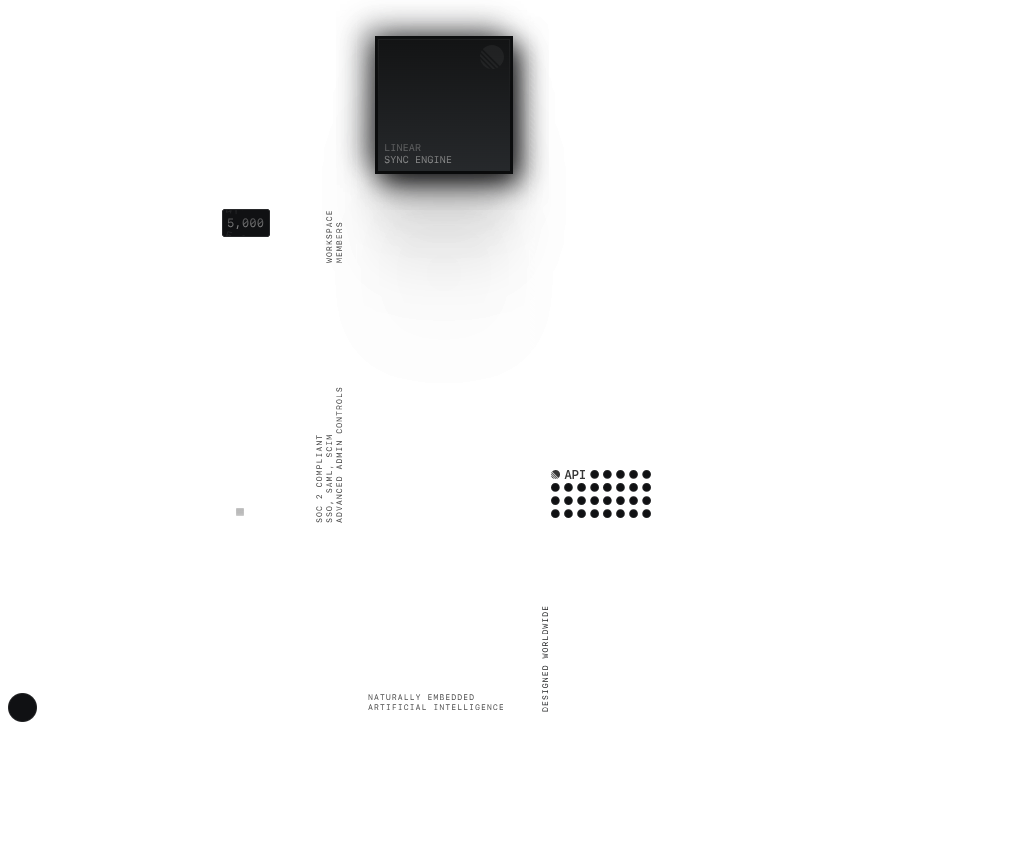 LINEAR
SYNC ENGINE
5,000
WORKSPACE
MEMBERS
SOC 2 COMPLIANT
SSO, SAML, SCIM
ADVANCED ADMIN CONTROLS
API
DESIGNED WORLDWIDE
NATURALLY EMBEDDED
ARTIFICIAL INTELLIGENCE